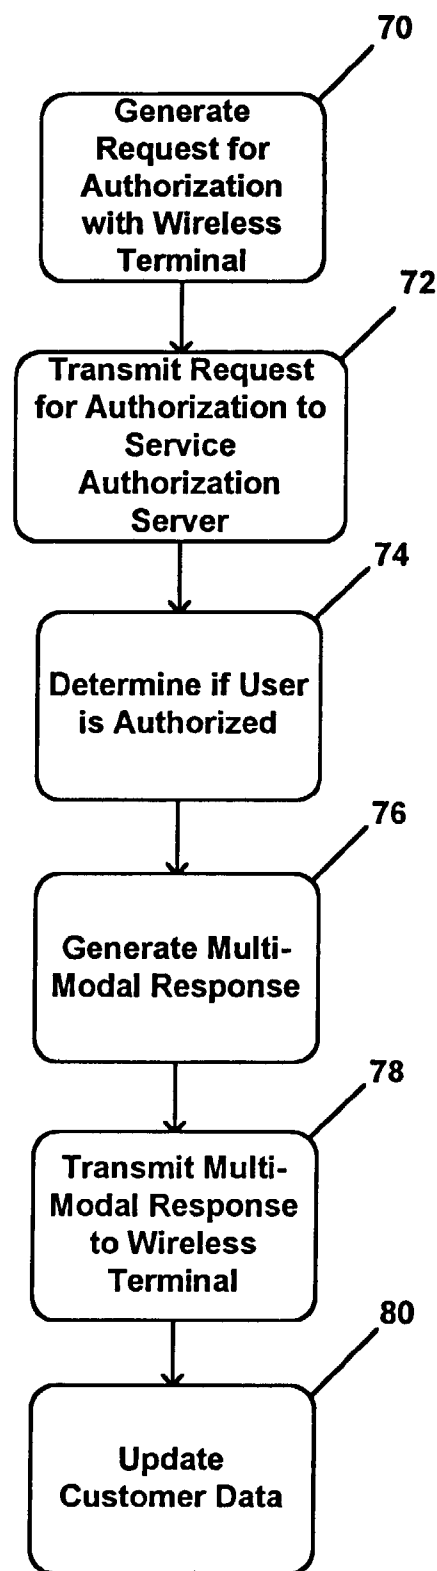 70
Generate
Request for
Authorization
with Wireless
Terminal
72
Transmit Request
for Authorization to
Service
Authorization
Server
74
Determine if User
is Authorized
76
Generate Multi-
Modal Response
78
Transmit Multi-
Modal Response
to Wireless
Terminal
80
Update
Customer Data